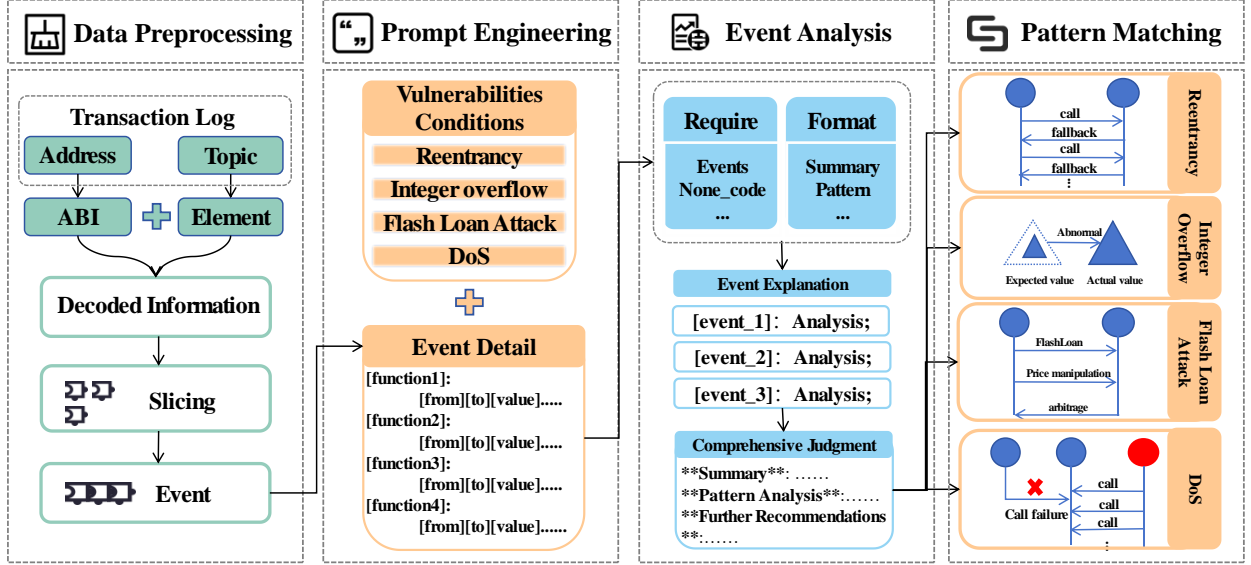 Data Preprocessing
Transaction Log
Address
Topic
ABI
Element
Decoded Information
Slicing
Event
Prompt Engineering
Vulnerabilities
Conditions
Reentrancy
Integer overflow
Flash Loan Attack
DoS
Event Detail
[function1]:
[from][to][value].....
[function2]:
[from][to][value].....
[function3]:
[from][to][value].....
[function4]:
[from][to][value]......
Event Analysis
Require
Events
None_code
...
Format
Summary
Pattern
...
Event Explanation
[event_1]: Analysis;
[event_2]: Analysis;
[event_3]: Analysis;
Comprehensive Judgment
**Summary**: ......
**Pattern Analysis**:......
**Further Recommendations
**:......
Pattern Matching
call
fallback
call
fallback
...
Reentrancy
Abnormal
Expected value
Actual value
Integer
Overflow
FlashLoan
Price manipulation
arbitrage
Flash Loan
Attack
call
call
call
Call failure
...
DoS